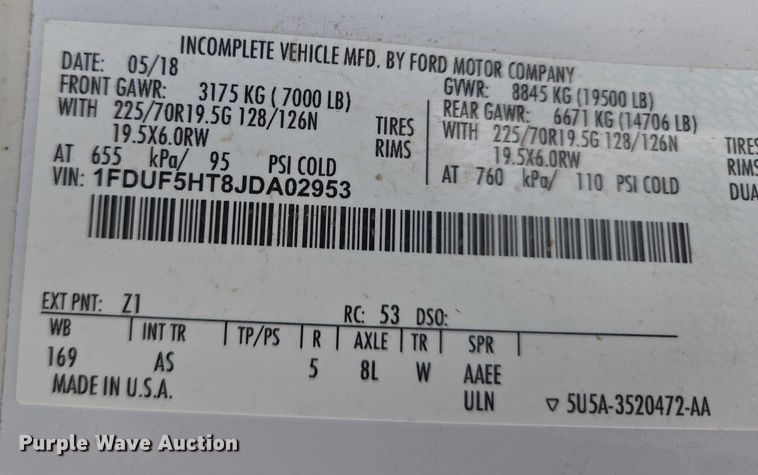 INCOMPLETE VEHICLE MFD. BY FORD MOTOR COMPANY
DATE: 05/18 GVWR: 8845 KG (19500 LB)
FRONT GAWR: 3175 KG ( 7000 LB) REAR GAWR: 6671 KG (14706 LB)
WITH 225/70R19.5G 128/126N TIRES WITH 225/70R19.5G 128/126N TIRES
19.5X6.0RW RIMS 19.5X6.0RW RIMS
AT 655 kPa/ 95 PSI COLD AT 760 kPa/ 110 PSI COLD DUA
VIN: 1FDUF5HT8JDA02953
EXT PNT: Z1 RC: 53 DSO:
WB INT TR TP/PS R AXLE TR SPR
169 AS 5 8L W AAEE
MADE IN U.S.A. ULN 5U5A-3520472-AA
Purple Wave Auction